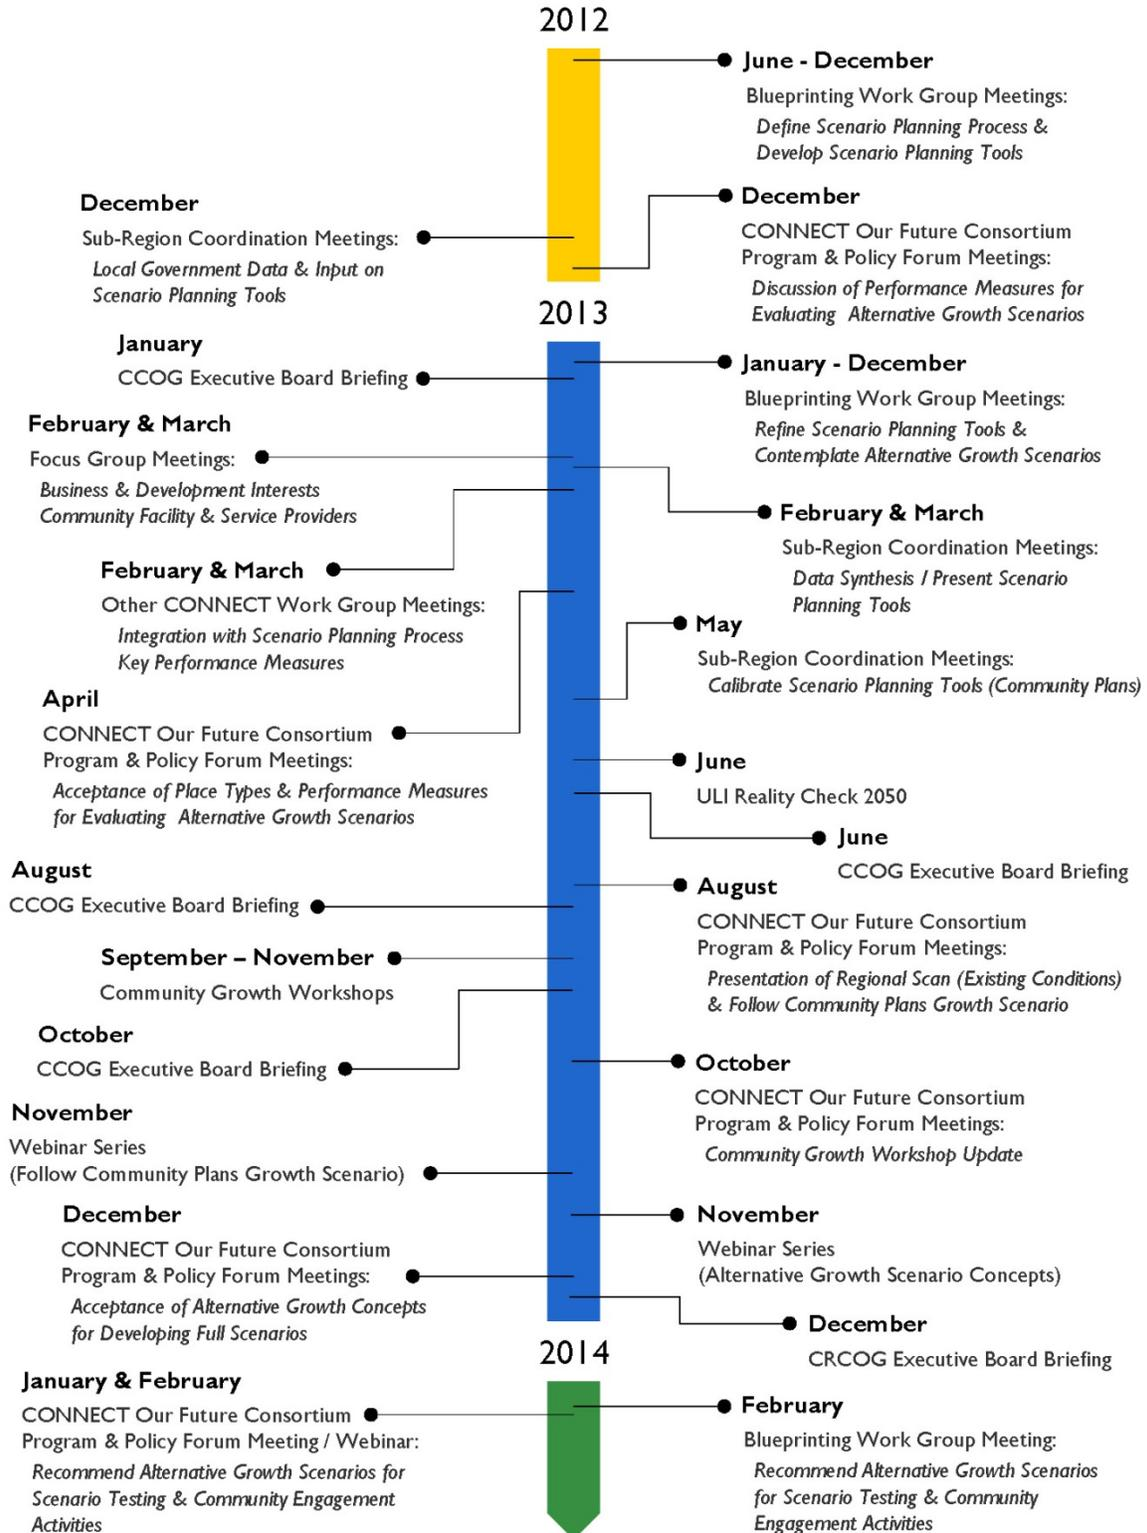 2012
June - December
Blueprinting Work Group Meetings:
Define Scenario Planning Process &
Develop Scenario Planning Tools
December
Sub-Region Coordination Meetings:
Local Government Data & Input on
Scenario Planning Tools
December
CONNECT Our Future Consortium
Program & Policy Forum Meetings:
Discussion of Performance Measures for
Evaluating Alternative Growth Scenarios
2013
January
CCOG Executive Board Briefing
January - December
Blueprinting Work Group Meetings:
Refine Scenario Planning Tools &
Contemplate Alternative Growth Scenarios
February & March
Focus Group Meetings:
Business & Development Interests
Community Facility & Service Providers
February & March
Sub-Region Coordination Meetings:
Data Synthesis / Present Scenario
Planning Tools
February & March
Other CONNECT Work Group Meetings:
Integration with Scenario Planning Process
Key Performance Measures
May
Sub-Region Coordination Meetings:
Calibrate Scenario Planning Tools (Community Plans)
April
CONNECT Our Future Consortium
Program & Policy Forum Meetings:
Acceptance of Place Types & Performance Measures
for Evaluating Alternative Growth Scenarios
June
ULI Reality Check 2050
June
CCOG Executive Board Briefing
August
CCOG Executive Board Briefing
August
CONNECT Our Future Consortium
Program & Policy Forum Meetings:
Presentation of Regional Scan (Existing Conditions)
& Follow Community Plans Growth Scenario
September – November
Community Growth Workshops
October
CCOG Executive Board Briefing
October
CONNECT Our Future Consortium
Program & Policy Forum Meetings:
Community Growth Workshop Update
November
Webinar Series
(Follow Community Plans Growth Scenario)
November
Webinar Series
(Alternative Growth Scenario Concepts)
December
CONNECT Our Future Consortium
Program & Policy Forum Meetings:
Acceptance of Alternative Growth Concepts
for Developing Full Scenarios
December
CRCOG Executive Board Briefing
2014
January & February
CONNECT Our Future Consortium
Program & Policy Forum Meeting / Webinar:
Recommend Alternative Growth Scenarios for
Scenario Testing & Community Engagement
Activities
February
Blueprinting Work Group Meeting:
Recommend Alternative Growth Scenarios
for Scenario Testing & Community
Engagement Activities